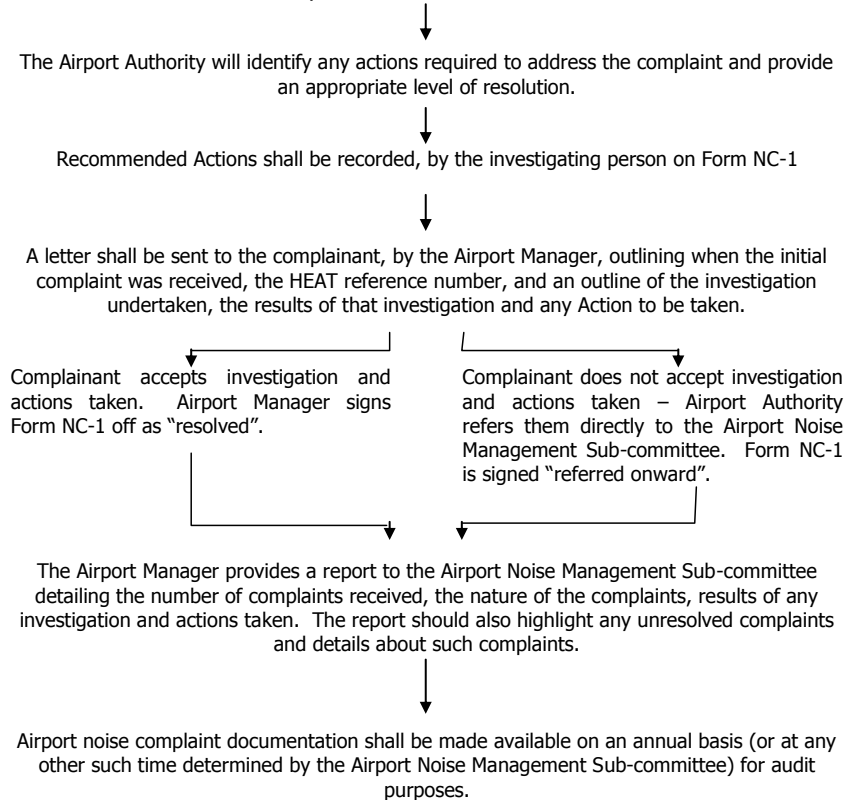 The Airport Authority will identify any actions required to address the complaint and provide
an appropriate level of resolution.
Recommended Actions shall be recorded, by the investigating person on Form NC-1
A letter shall be sent to the complainant, by the Airport Manager, outlining when the initial
complaint was received, the HEAT reference number, and an outline of the investigation
undertaken, the results of that investigation and any Action to be taken.
Complainant accepts investigation and
actions taken. Airport Manager signs
Form NC-1 off as “resolved”.
Complainant does not accept investigation
and actions taken – Airport Authority
refers them directly to the Airport Noise
Management Sub-committee. Form NC-1
is signed “referred onward”.
The Airport Manager provides a report to the Airport Noise Management Sub-committee
detailing the number of complaints received, the nature of the complaints, results of any
investigation and actions taken. The report should also highlight any unresolved complaints
and details about such complaints.
Airport noise complaint documentation shall be made available on an annual basis (or at any
other such time determined by the Airport Noise Management Sub-committee) for audit
purposes.